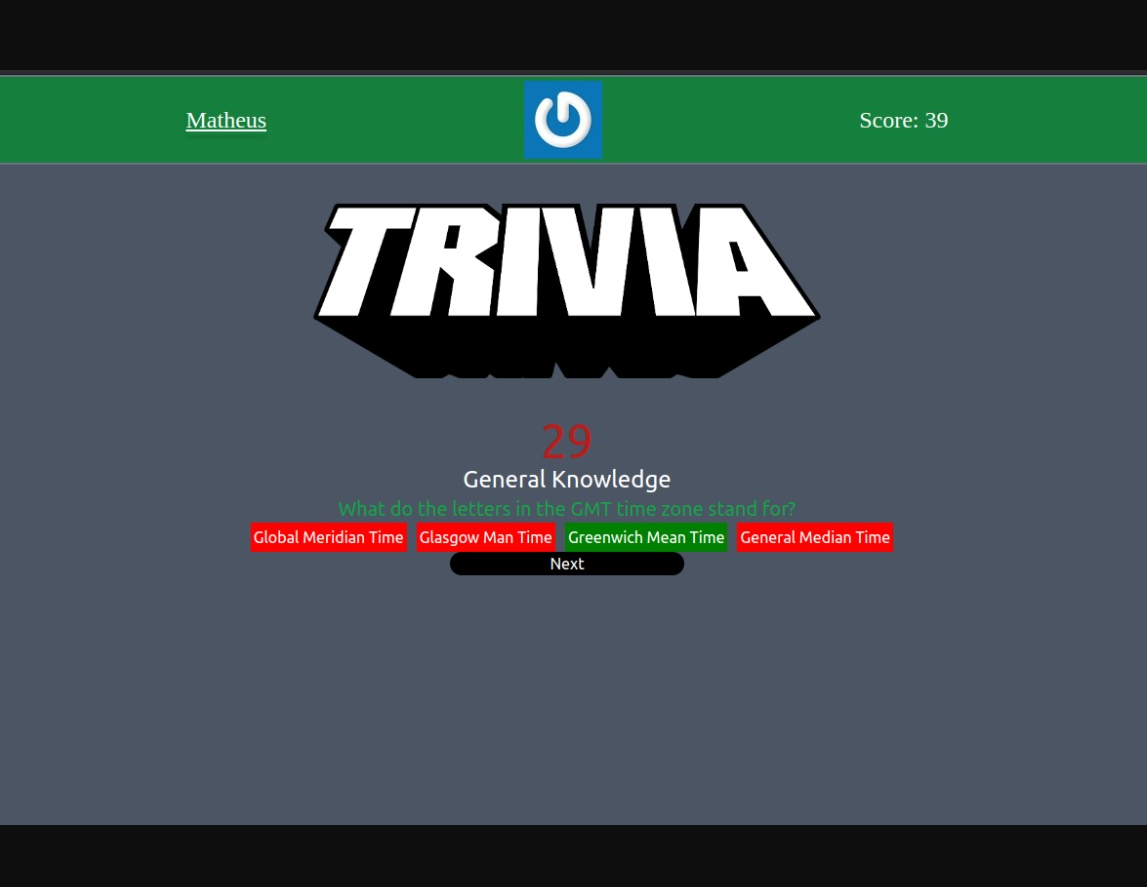 Matheus
Score: 39
TRIVIA
29
General Knowledge
What do the letters in the GMT time zone stand for?
Global Meridian Time Glasgow Man Time Greenwich Mean Time General Median Time
Next